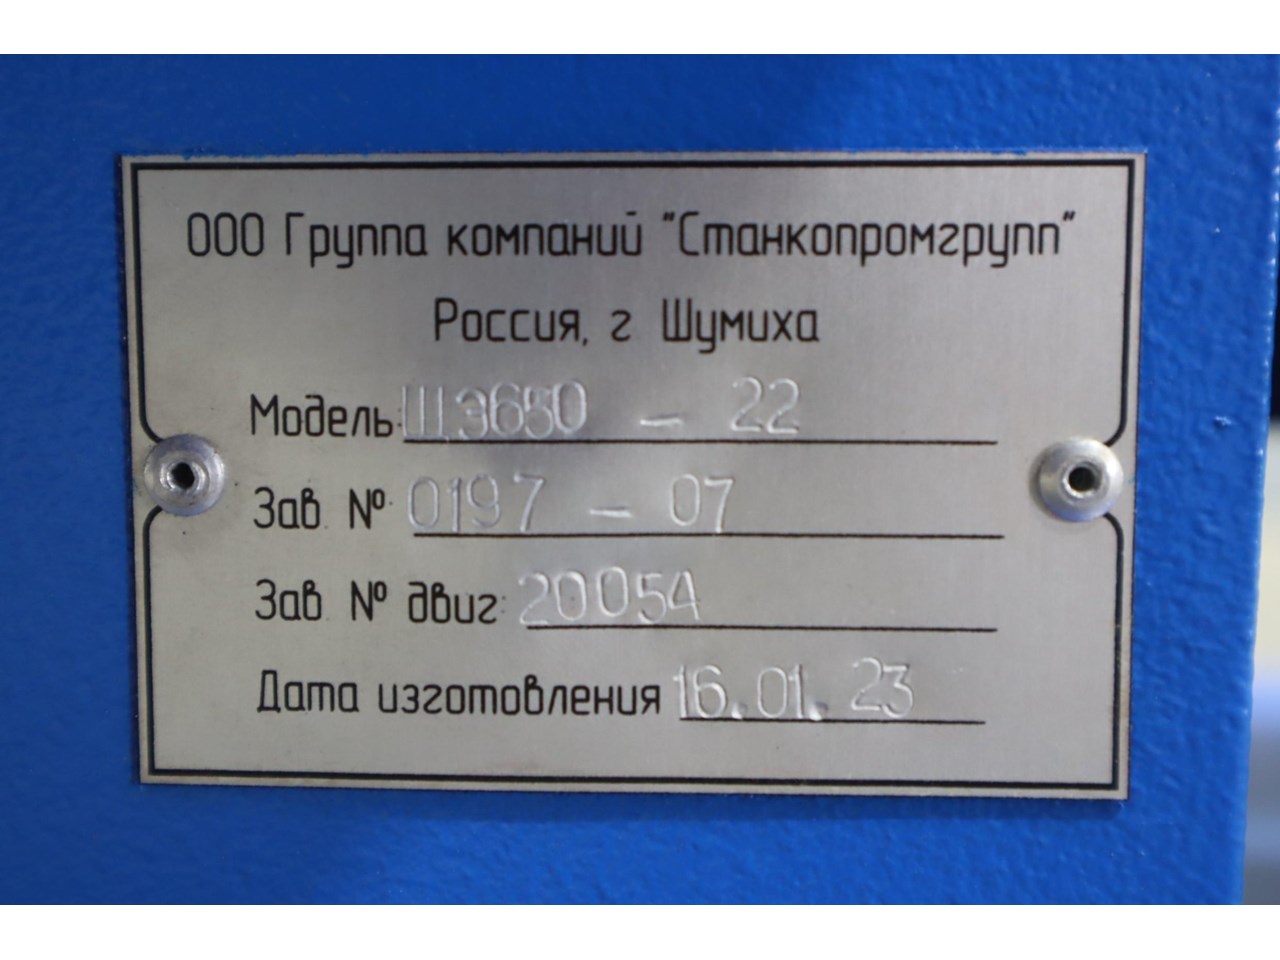 ООО Группа компаний "Станкопромгрупп"
Россия, г Шумиха
Модель: ЩЭ650 - 22
Зав. № 0197 - 07
Зав. № двиг: 20054
Дата изготовления 16.01.23